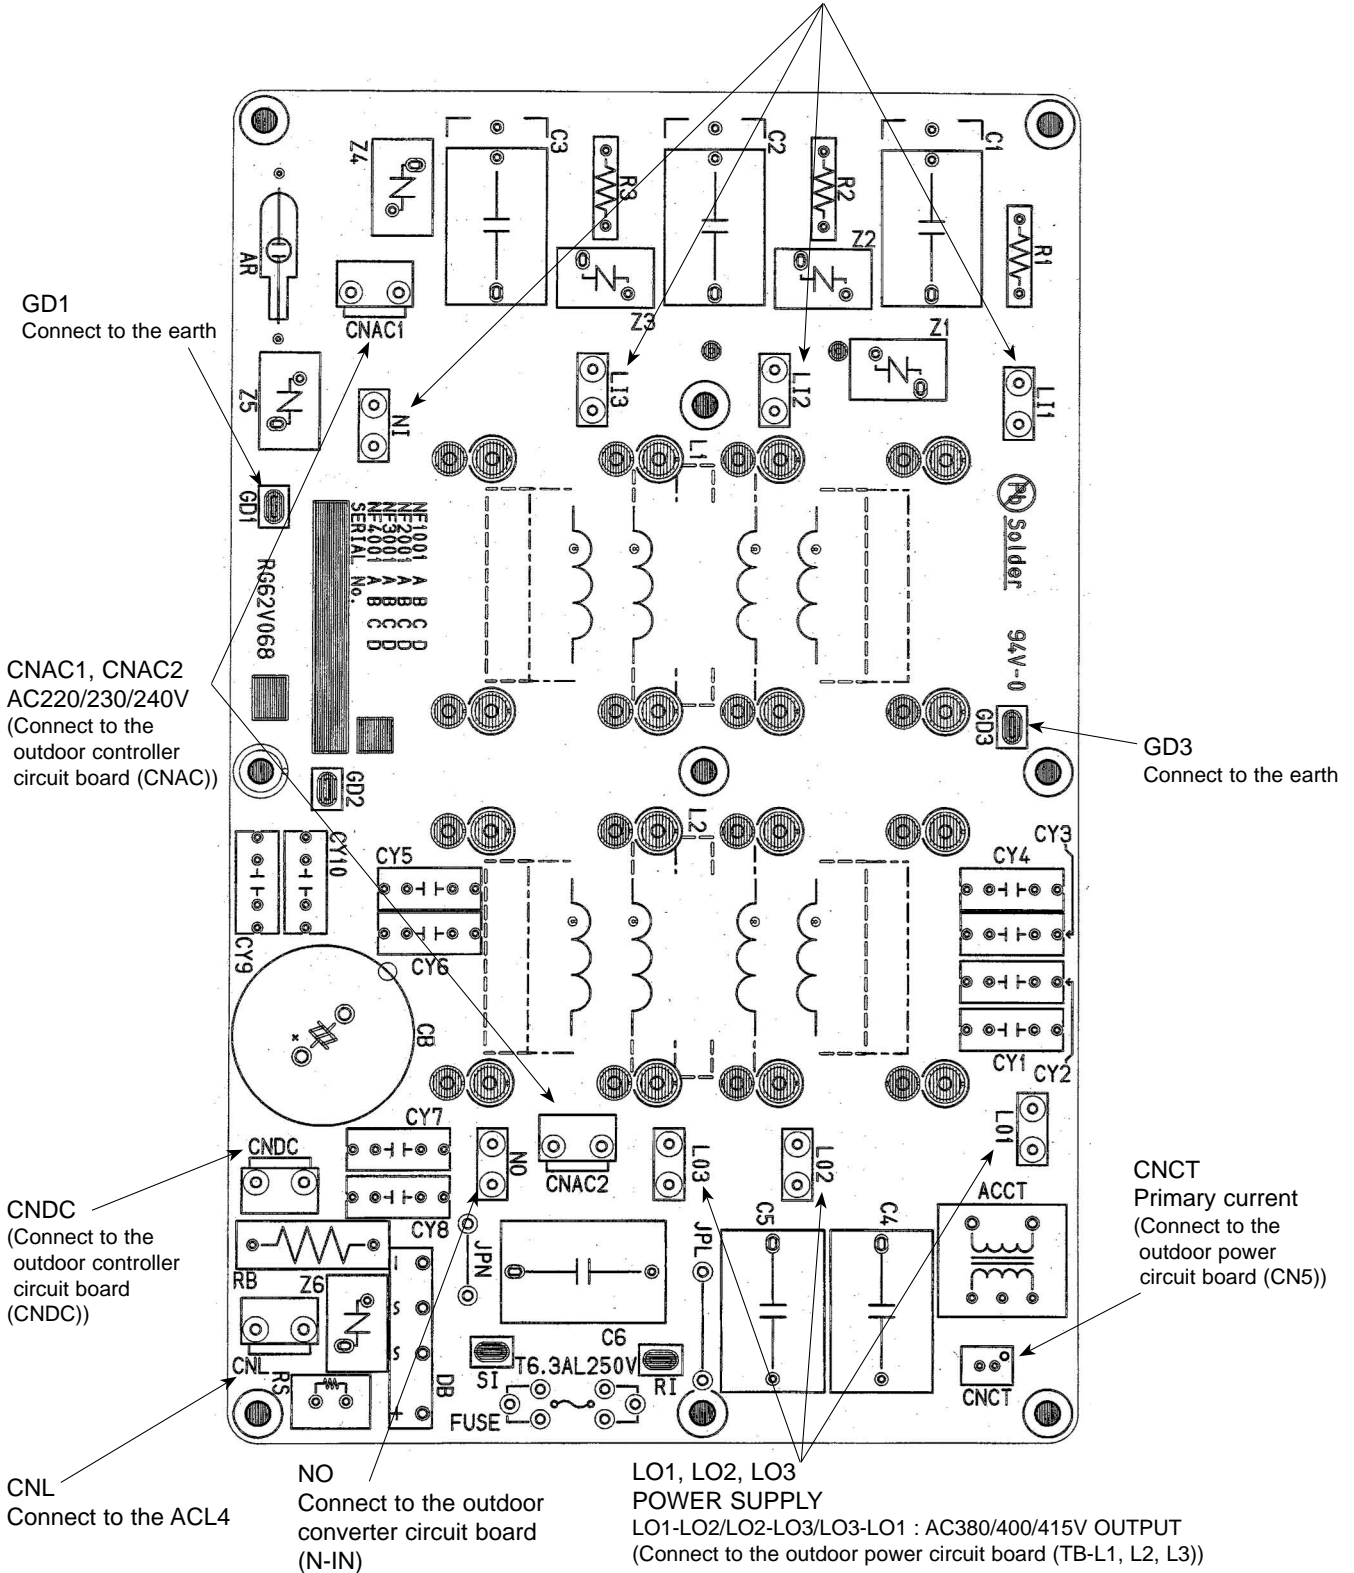 C3
C2
C1
Z4
R3
R2
R1
Z2
AR
CNAC1
Z3
Z1
GD1
Connect to the earth
Z5
NI
LI3
LI2
LI1
L1
GD1
NF1001 A B C D
NF2001 A B C D
NF3001 A B C D
NF4001 A B C D
SERIAL No.
RG62V068
Pb Solder
94V-0
CNAC1, CNAC2
AC220/230/240V
(Connect to the
outdoor controller
circuit board (CNAC))
GD3
GD3
Connect to the earth
GD2
L2
CY10
CY9
CY5
CY6
CY4
CY3
CY1
CY2
CB
CY7
CNDC
CY8
NO
CNAC2
LO3
LO2
LO1
ACCT
CNCT
Primary current
(Connect to the
outdoor power
circuit board (CN5))
CNDC
(Connect to the
outdoor controller
circuit board
(CNDC))
RB
Z6
JPN
JPL
C5
C4
C6
- S S +
DB
CNL
RS
SI
T6.3AL250V
RI
FUSE
CNCT
CNL
Connect to the ACL4
NO
Connect to the outdoor
converter circuit board
(N-IN)
LO1, LO2, LO3
POWER SUPPLY
LO1-LO2/LO2-LO3/LO3-LO1 : AC380/400/415V OUTPUT
(Connect to the outdoor power circuit board (TB-L1, L2, L3))